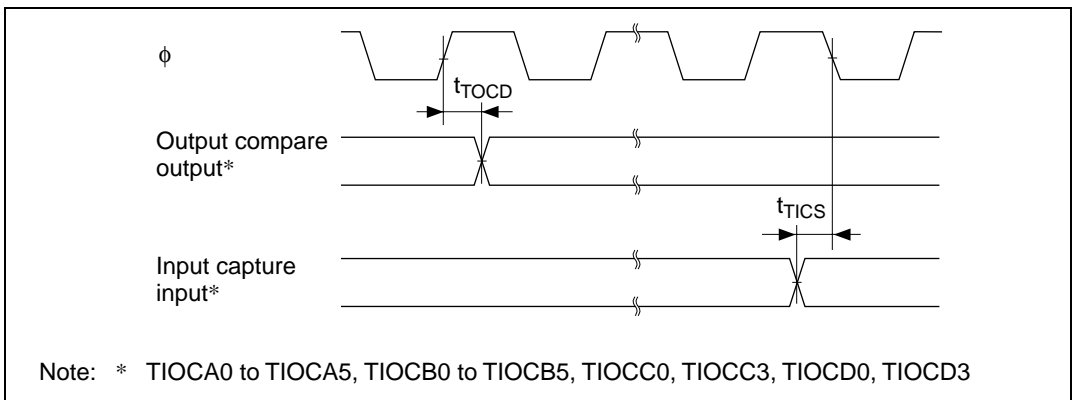 ϕ
tTOCD
Output compare
output*
tTICS
Input capture
input*
Note: * TIOCA0 to TIOCA5, TIOCB0 to TIOCB5, TIOCC0, TIOCC3, TIOCD0, TIOCD3